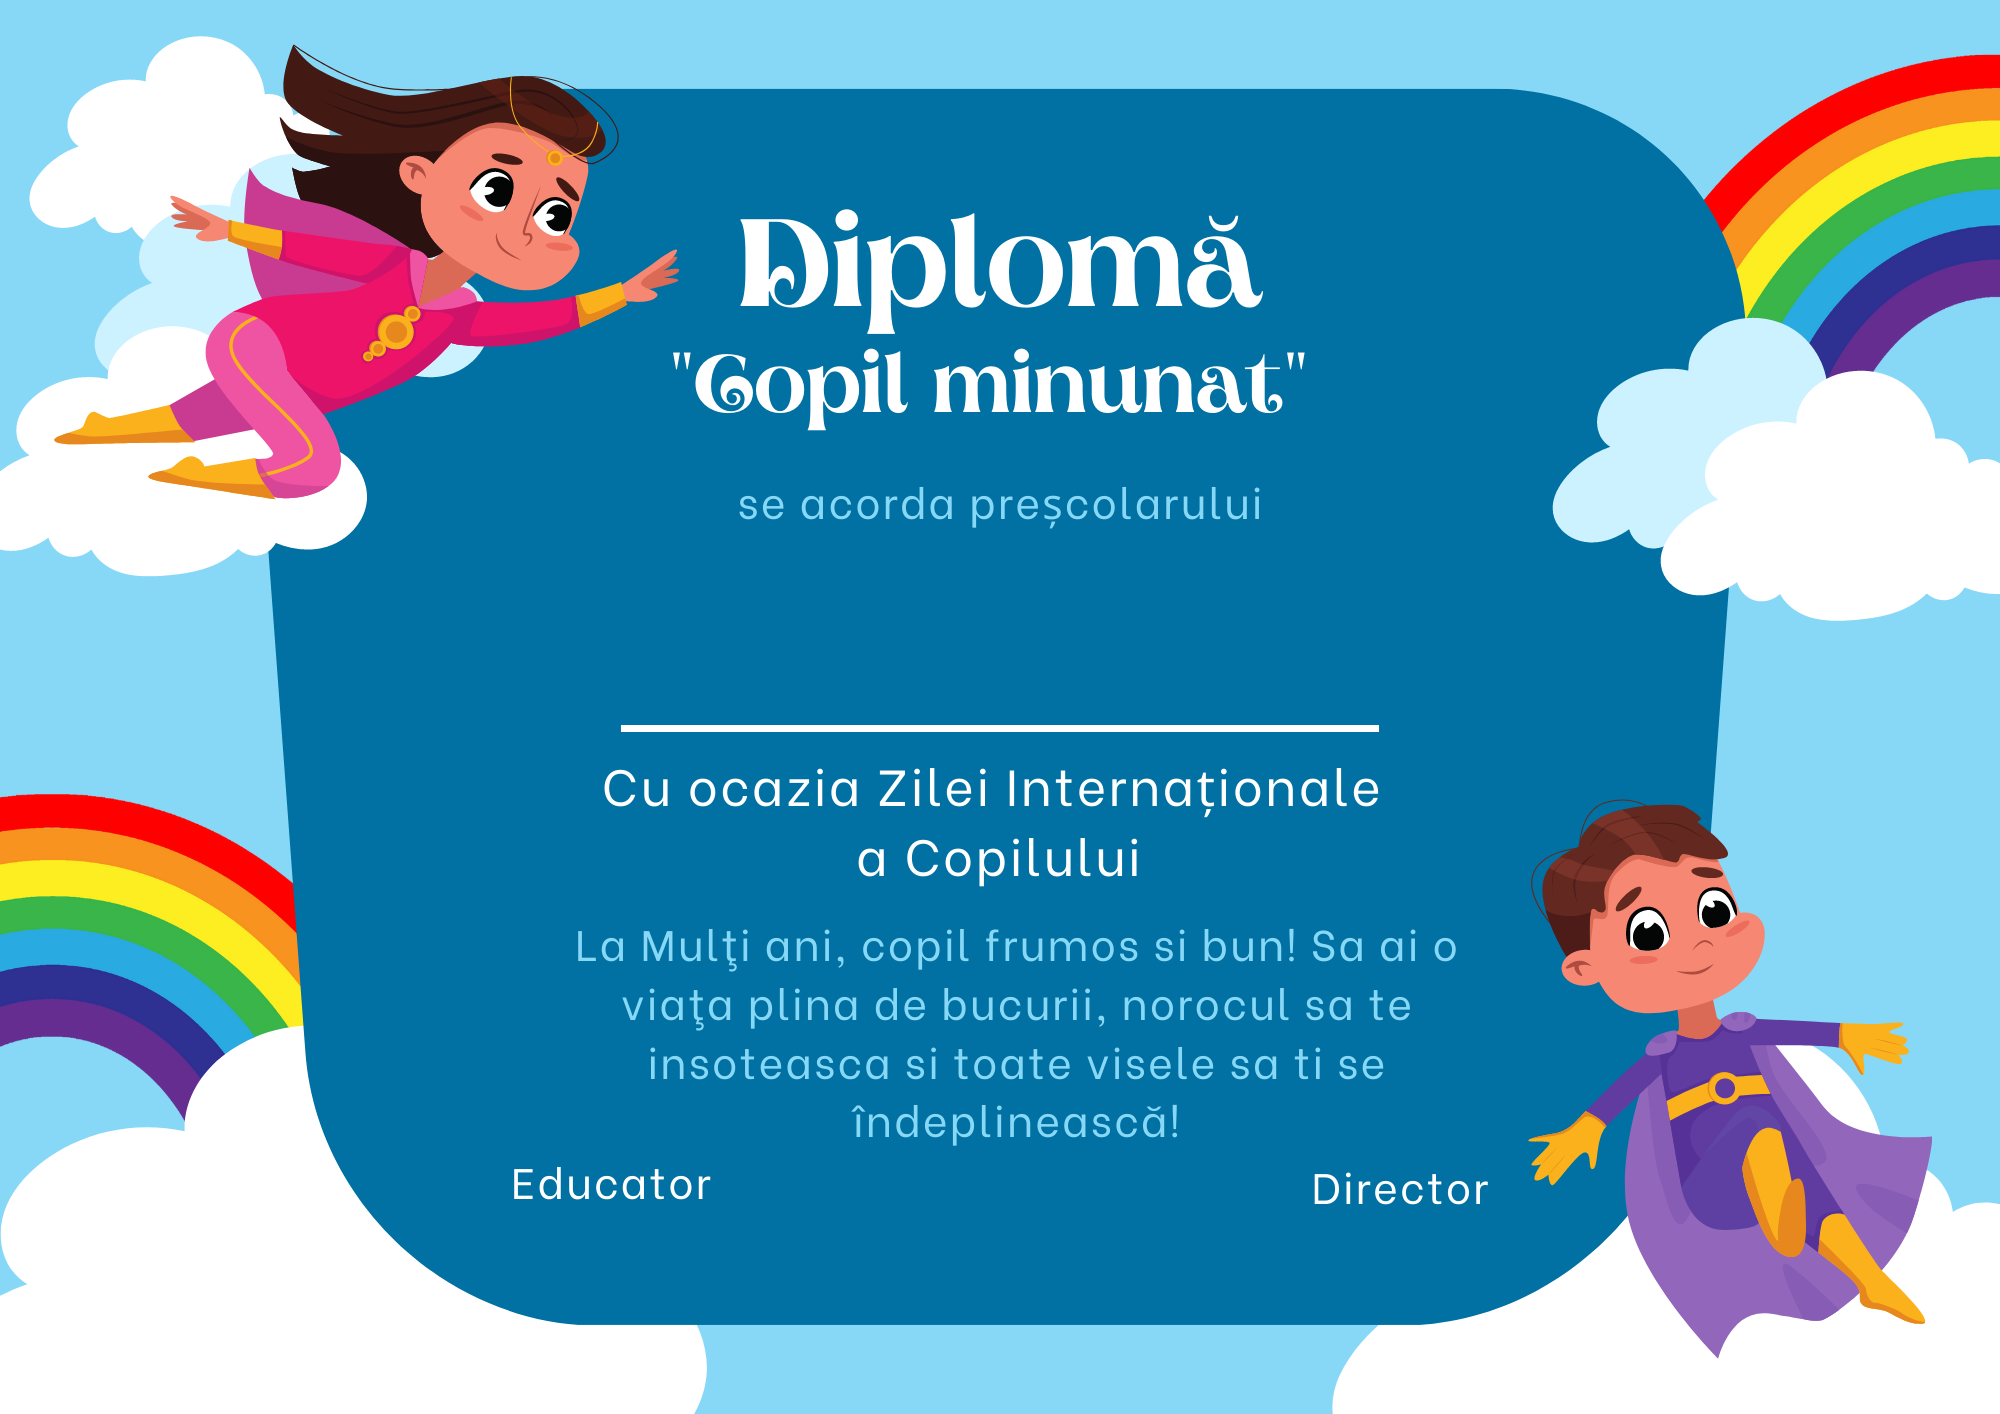 Diplomă
"Copil minunat"
se acorda preșcolarului
Cu ocazia Zilei Internaționale
a Copilului
La Mulţi ani, copil frumos si bun! Sa ai o
viaţa plina de bucurii, norocul sa te
insoteasca si toate visele sa ti se
îndeplinească!
Educator
Director